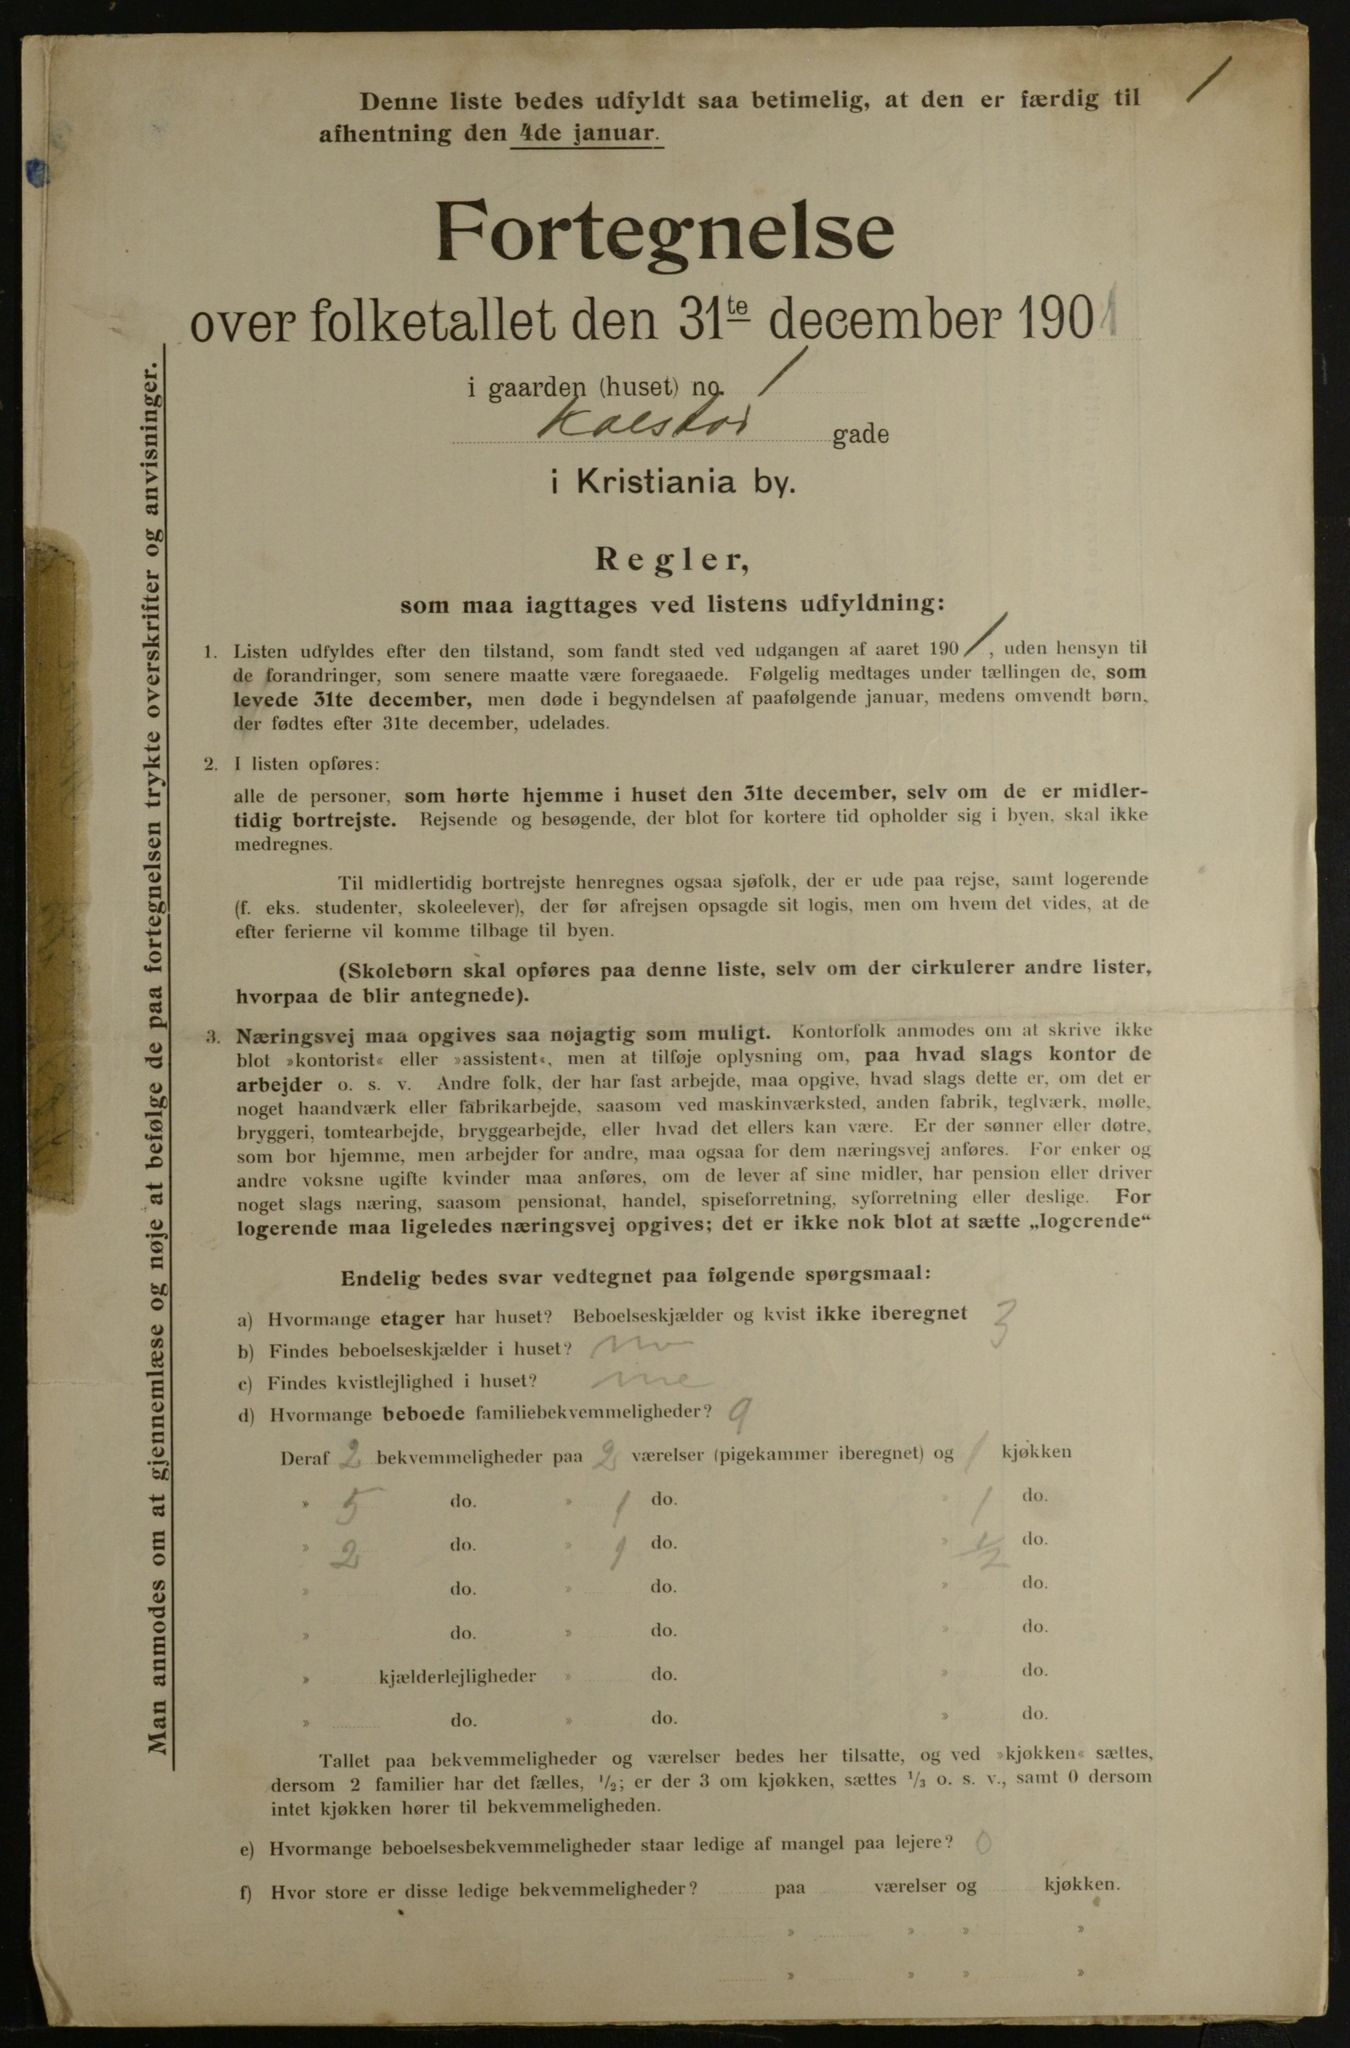 1
Denne liste bedes udfyldt saa betimelig, at den er færdig til
afhentning den 4de januar.
Fortegnelse
over folketallet den 31te december 1901
i gaarden (huset) no. 1
Kalstad gade
i Kristiania by.
Regler,
som maa iagttages ved listens udfyldning:
1. Listen udfyldes efter den tilstand, som fandt sted ved udgangen af aaret 1901, uden hensyn til
de forandringer, som senere maatte være foregaaede. Følgelig medtages under tællingen de, som
levede 31te december, men døde i begyndelsen af paafølgende januar, medens omvendt børn,
der fødtes efter 31te december, udelades.
2. I listen opføres:
alle de personer, som hørte hjemme i huset den 31te december, selv om de er midler-
tidig bortrejste. Rejsende og besøgende, der blot for kortere tid opholder sig i byen, skal ikke
medregnes.
Til midlertidig bortrejste henregnes ogsaa sjøfolk, der er ude paa rejse, samt logerende
(f. eks. studenter, skoleelever), der før afrejsen opsagde sit logis, men om hvem det vides, at de
efter ferierne vil komme tilbage til byen.
(Skolebørn skal opføres paa denne liste, selv om der cirkulerer andre lister,
hvorpaa de blir antegnede).
3. Næringsvej maa opgives saa nøjagtig som muligt. Kontorfolk anmodes om at skrive ikke
blot »kontorist« eller »assistent«, men at tilføje oplysning om, paa hvad slags kontor de
arbejder o. s. v. Andre folk, der har fast arbejde, maa opgive, hvad slags dette er, om det er
noget haandværk eller fabrikarbejde, saasom ved maskinværksted, anden fabrik, teglværk, mølle,
bryggeri, tomtearbejde, bryggearbejde, eller hvad det ellers kan være. Er der sønner eller døtre,
som bor hjemme, men arbejder for andre, maa ogsaa for dem næringsvej anføres. For enker og
andre voksne ugifte kvinder maa anføres, om de lever af sine midler, har pension eller driver
noget slags næring, saasom pensionat, handel, spiseforretning, syforretning eller deslige. For
logerende maa ligeledes næringsvej opgives; det er ikke nok blot at sætte „logerende“
Endelig bedes svar vedtegnet paa følgende spørgsmaal:
a) Hvormange etager har huset? Beboelseskjælder og kvist ikke iberegnet 3
b) Findes beboelseskjælder i huset?
c) Findes kvistlejlighed i huset?
d) Hvormange beboede familiebekvemmeligheder? 9
Deraf 2 bekvemmeligheder paa 2 værelser (pigekammer iberegnet) og 1 kjøkken
» 5 do. » 1 do. » 1 do.
» 2 do. » 1 do. » 1/2 do.
» do. » do. » do.
» do. » do. » do.
» kjælderlejligheder » do. » do.
» do. » do. » do.
Tallet paa bekvemmeligheder og værelser bedes her tilsatte, og ved »kjøkken« sættes,
dersom 2 familier har det fælles, 1/2; er der 3 om kjøkken, sættes 1/3 o. s. v., samt 0 dersom
intet kjøkken hører til bekvemmeligheden.
e) Hvormange beboelsesbekvemmeligheder staar ledige af mangel paa lejere? 0
f) Hvor store er disse ledige bekvemmeligheder? paa værelser og kjøkken.
» » » »
» » » »
Man anmodes om at gjennemlæse og nøje at befølge de paa fortegnelsen trykte overskrifter og anvisninger.